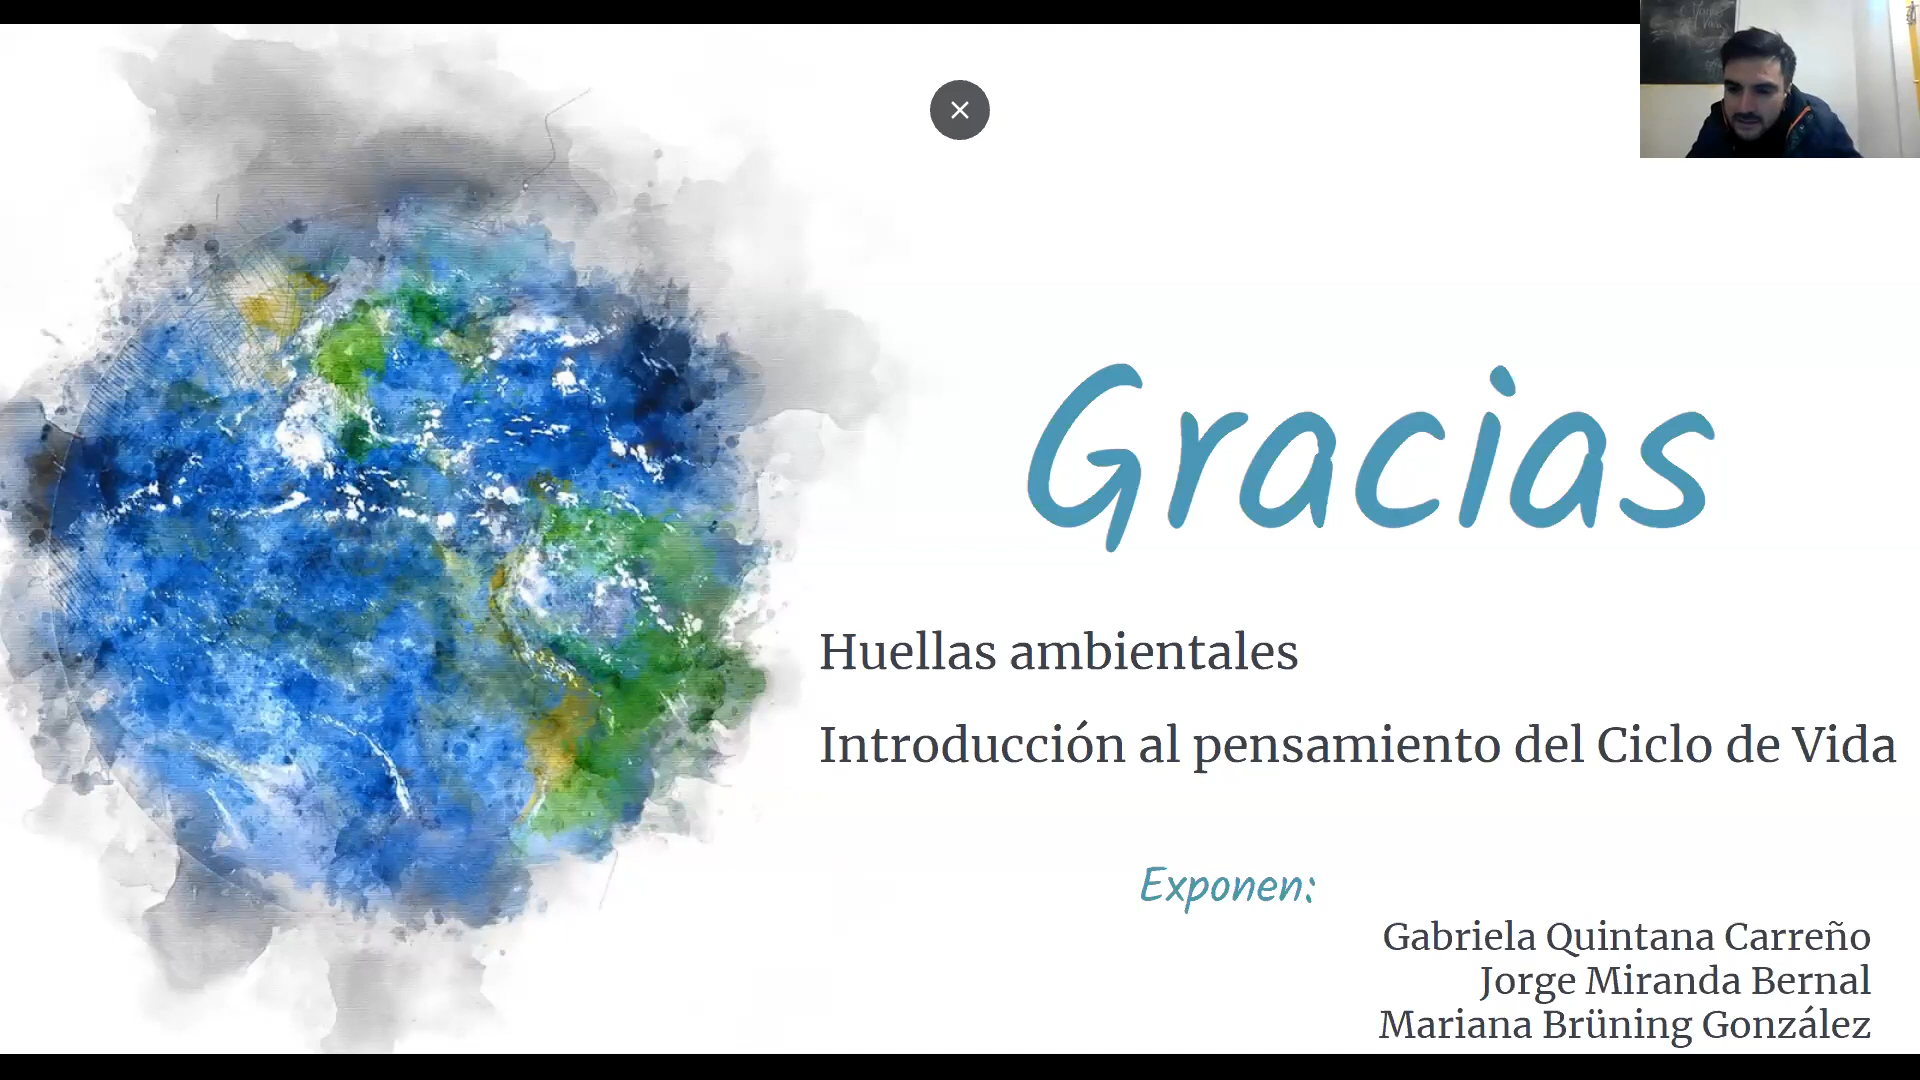 Gracias
Huellas ambientales
Introducción al pensamiento del Ciclo de Vida
Exponen:
Gabriela Quintana Carreño
Jorge Miranda Bernal
Mariana Brüning González